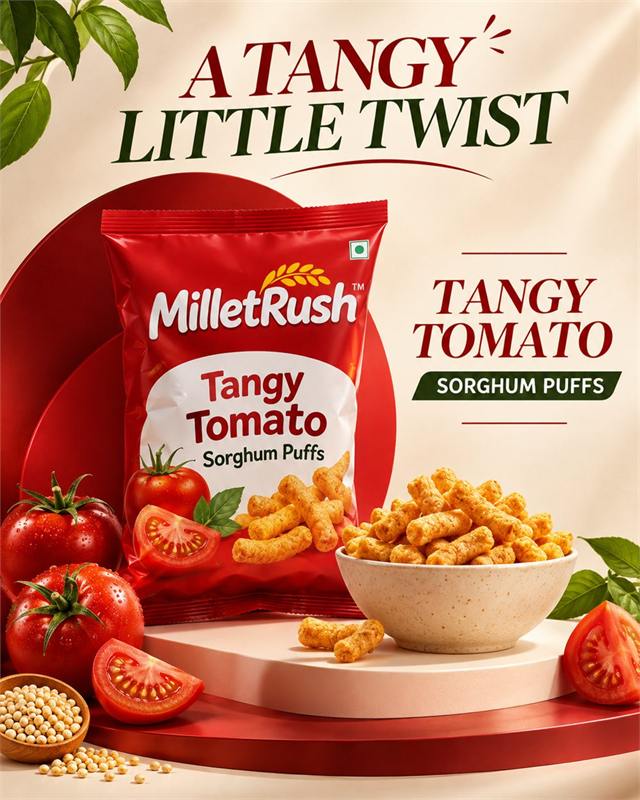 A TANGY
LITTLE TWIST
MilletRush™
Tangy
Tomato
Sorghum Puffs
TANGY
TOMATO
SORGHUM PUFFS